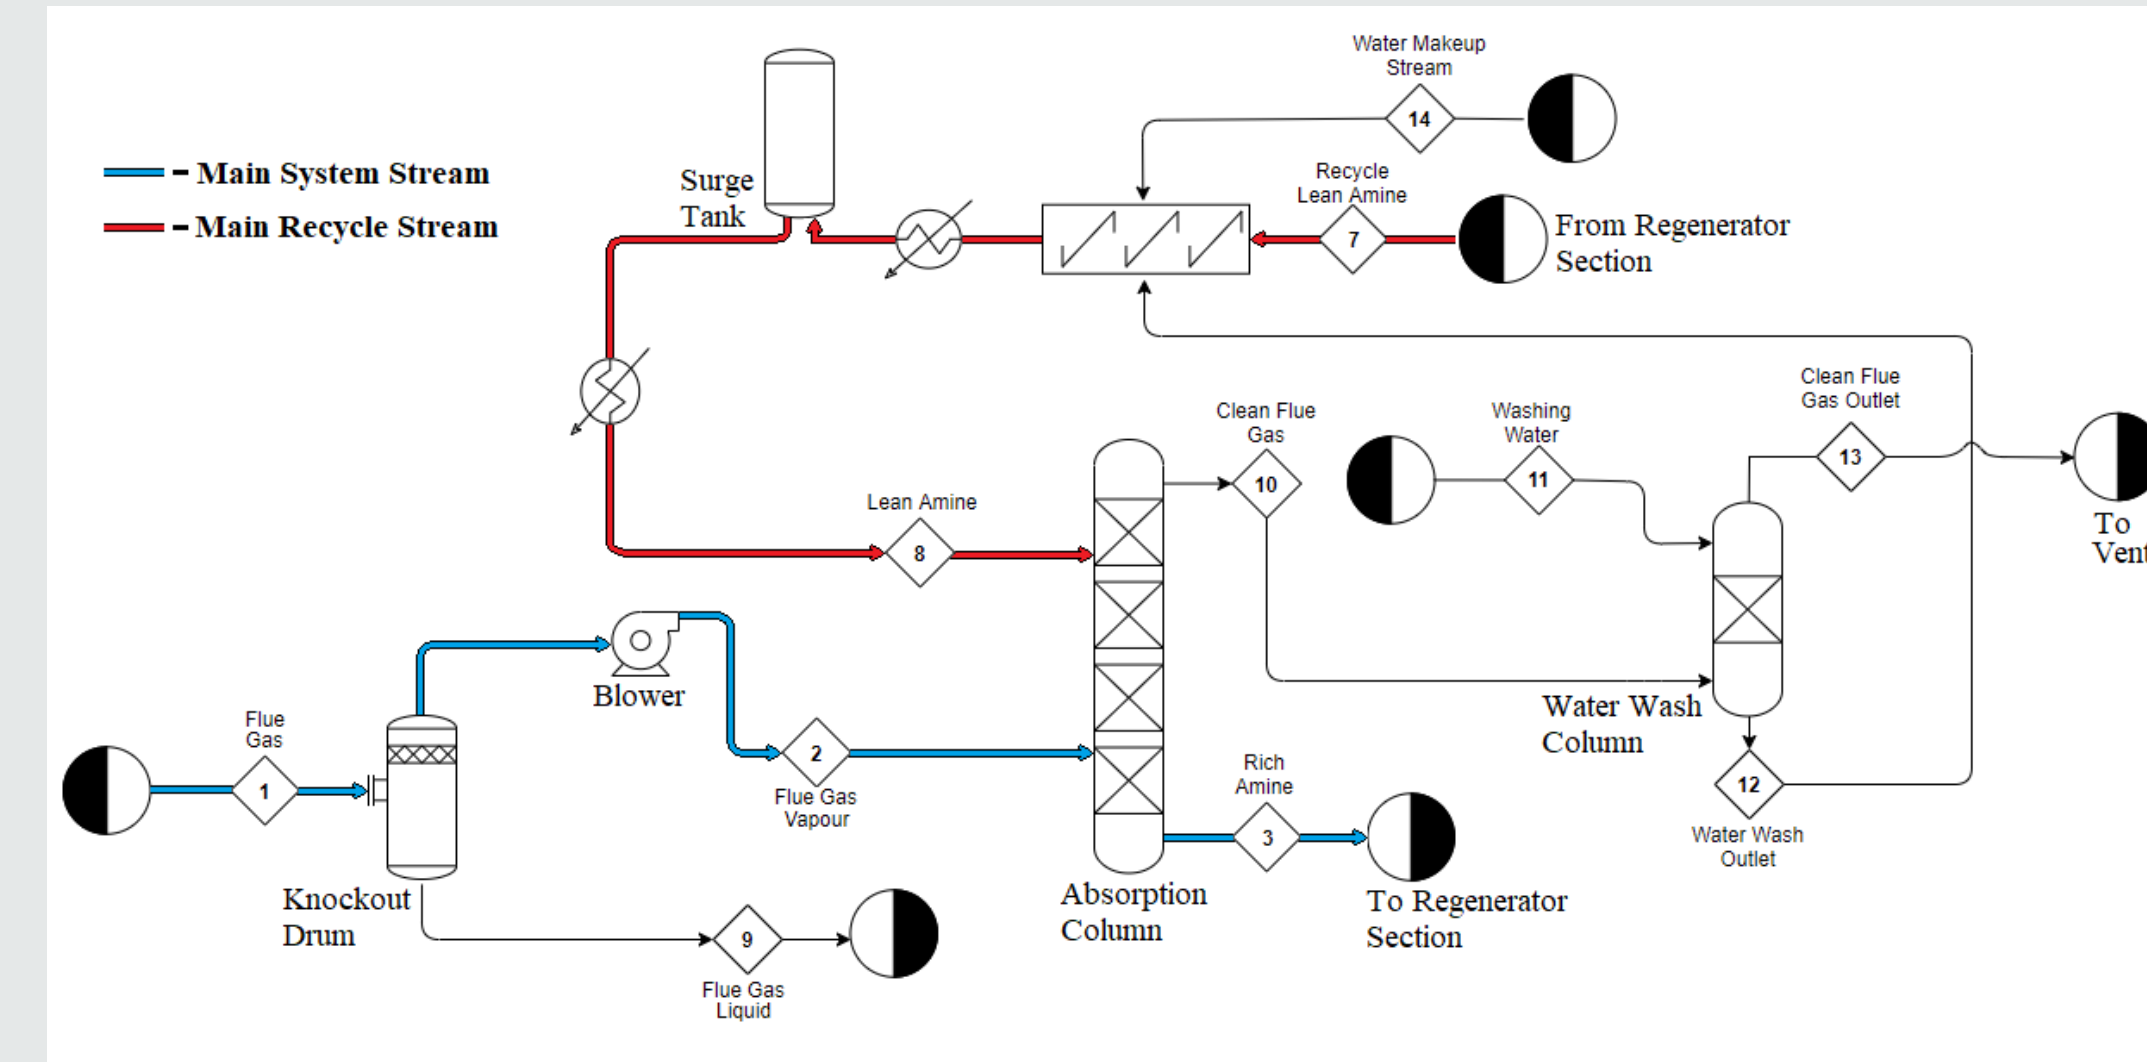 Water Makeup
Stream
14
– Main System Stream
– Main Recycle Stream
Surge
Tank
Recycle
Lean Amine
7
From Regenerator
Section
Clean Flue
Gas Outlet
13
To
Vent
Clean Flue
Gas
10
Washing
Water
11
Lean Amine
8
Blower
Flue
Gas
1
2
Flue Gas
Vapour
Water Wash
Column
Rich
Amine
3
12
Water Wash
Outlet
Knockout
Drum
Absorption
Column
To Regenerator
Section
9
Flue Gas
Liquid